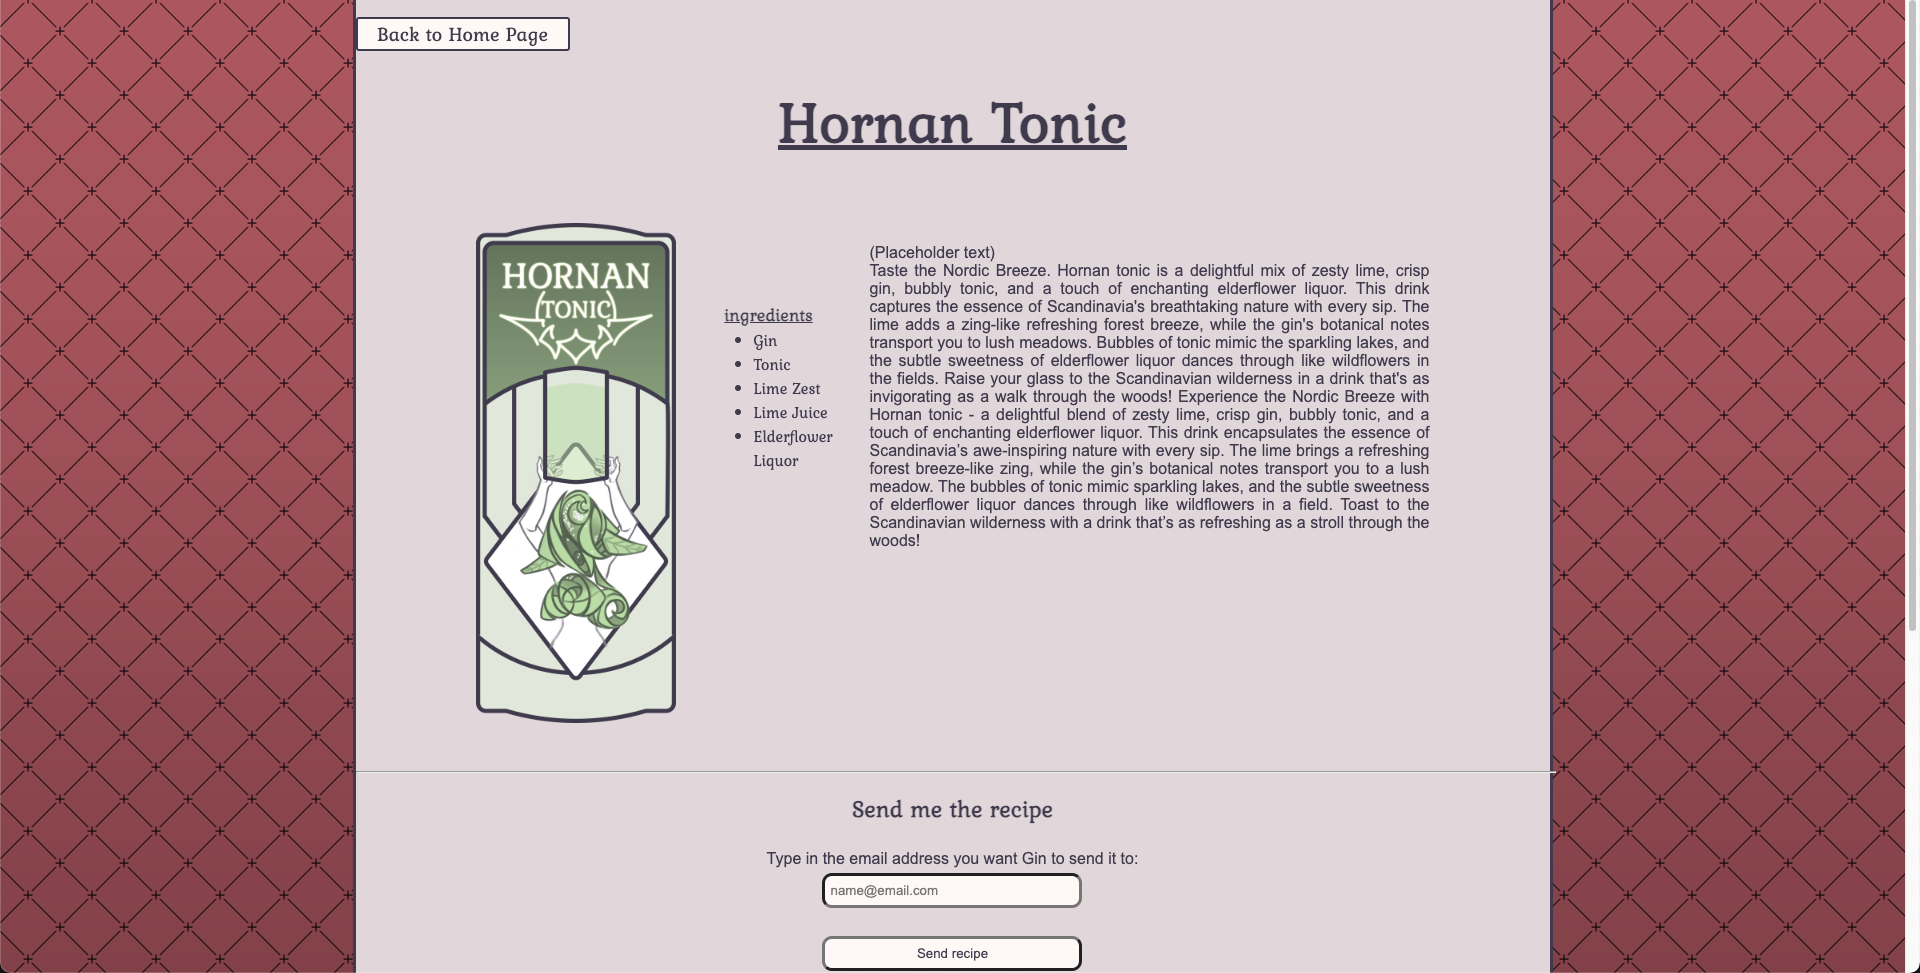 Back to Home Page
Hornan Tonic
HORNAN
TONIC
ingredients
Gin
Tonic
Lime Zest
Lime Juice
Elderflower
Liquor
(Placeholder text)
Taste the Nordic Breeze. Hornan tonic is a delightful mix of zesty lime, crisp
gin, bubbly tonic, and a touch of enchanting elderflower liquor. This drink
captures the essence of Scandinavia's breathtaking nature with every sip. The
lime adds a zing-like refreshing forest breeze, while the gin's botanical notes
transport you to lush meadows. Bubbles of tonic mimic the sparkling lakes, and
the subtle sweetness of elderflower liquor dances through like wildflowers in
the fields. Raise your glass to the Scandinavian wilderness in a drink that's as
invigorating as a walk through the woods! Experience the Nordic Breeze with
Hornan tonic - a delightful blend of zesty lime, crisp gin, bubbly tonic, and a
touch of enchanting elderflower liquor. This drink encapsulates the essence of
Scandinavia’s awe-inspiring nature with every sip. The lime brings a refreshing
forest breeze-like zing, while the gin’s botanical notes transport you to a lush
meadow. The bubbles of tonic mimic sparkling lakes, and the subtle sweetness
of elderflower liquor dances through like wildflowers in a field. Toast to the
Scandinavian wilderness with a drink that’s as refreshing as a stroll through the
woods!
Send me the recipe
Type in the email address you want Gin to send it to:
name@email.com
Send recipe